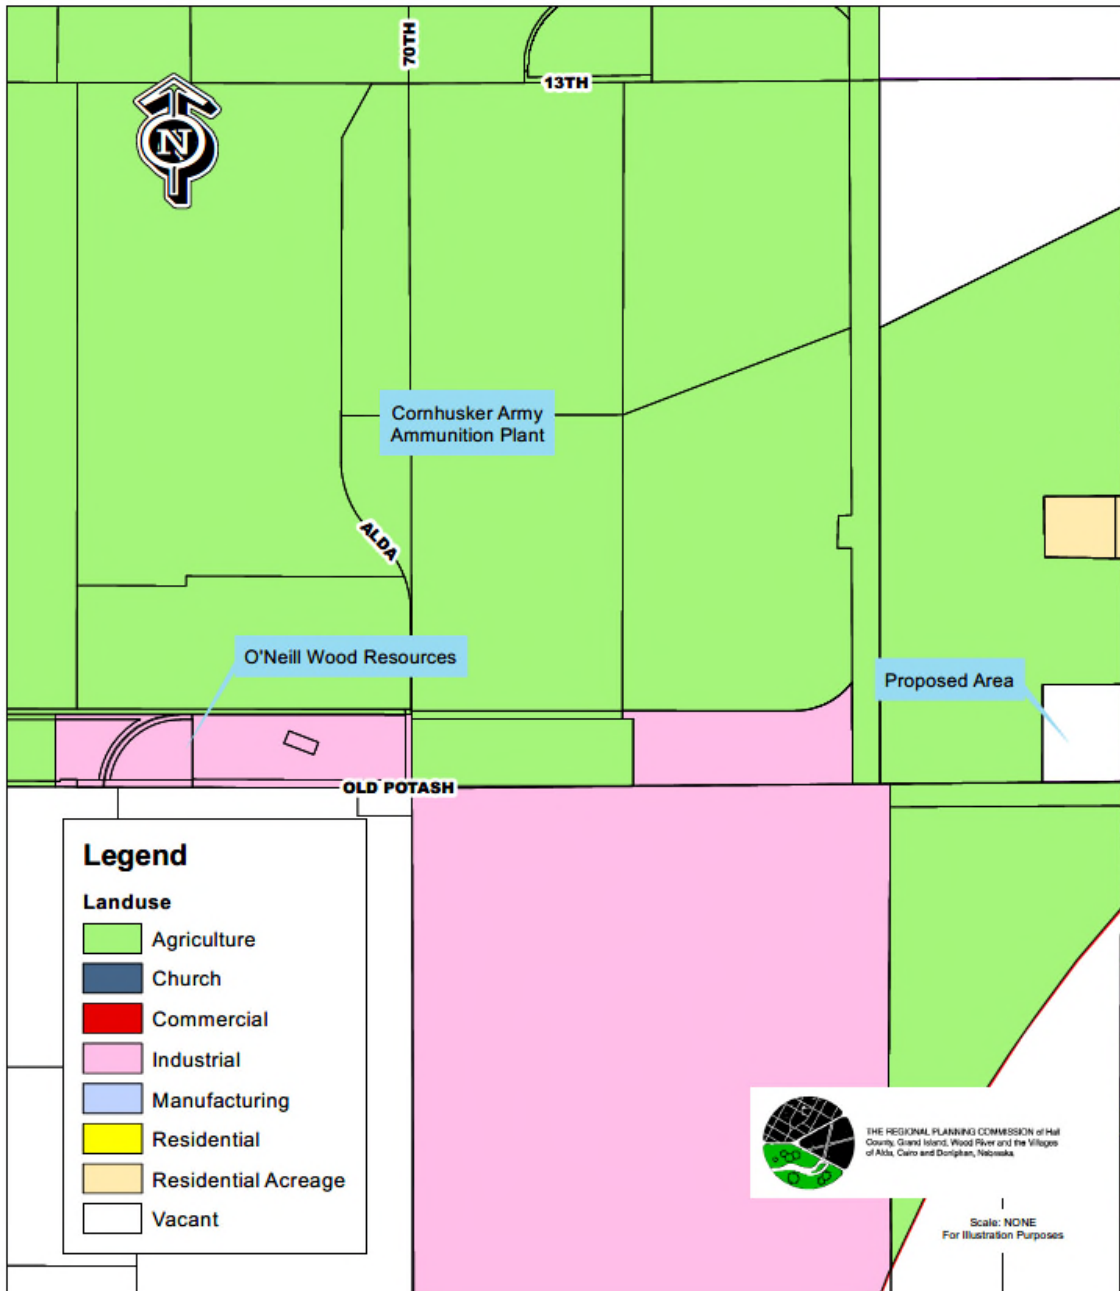 70TH
13TH
N
Cornhusker Army
Ammunition Plant
ALDA
O'Neill Wood Resources
Proposed Area
OLD POTASH
Legend
Landuse
Agriculture
Church
Commercial
Industrial
Manufacturing
Residential
Residential Acreage
Vacant
THE REGIONAL PLANNING COMMISSION of Hall
County, Grand Island, Wood River and the Villages
of Alda, Cairo and Doniphan, Nebraska
Scale: NONE
For Illustration Purposes